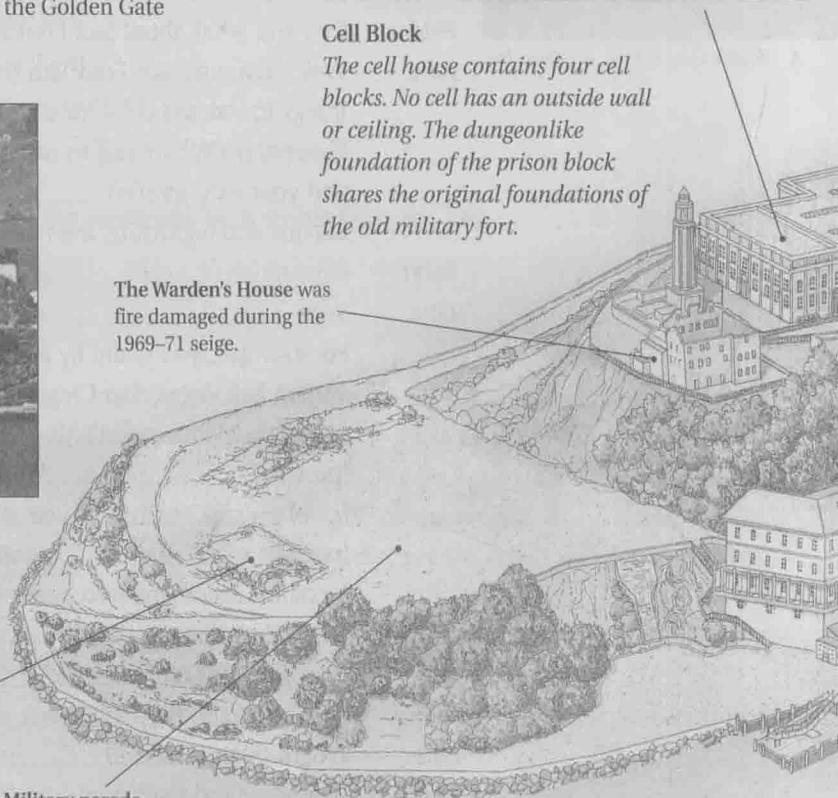 the Golden Gate
Cell Block
The cell house contains four cell
blocks. No cell has an outside wall
or ceiling. The dungeonlike
foundation of the prison block
shares the original foundations of
the old military fort.
The Warden's House was
fire damaged during the
1969–71 seige.
Military parade